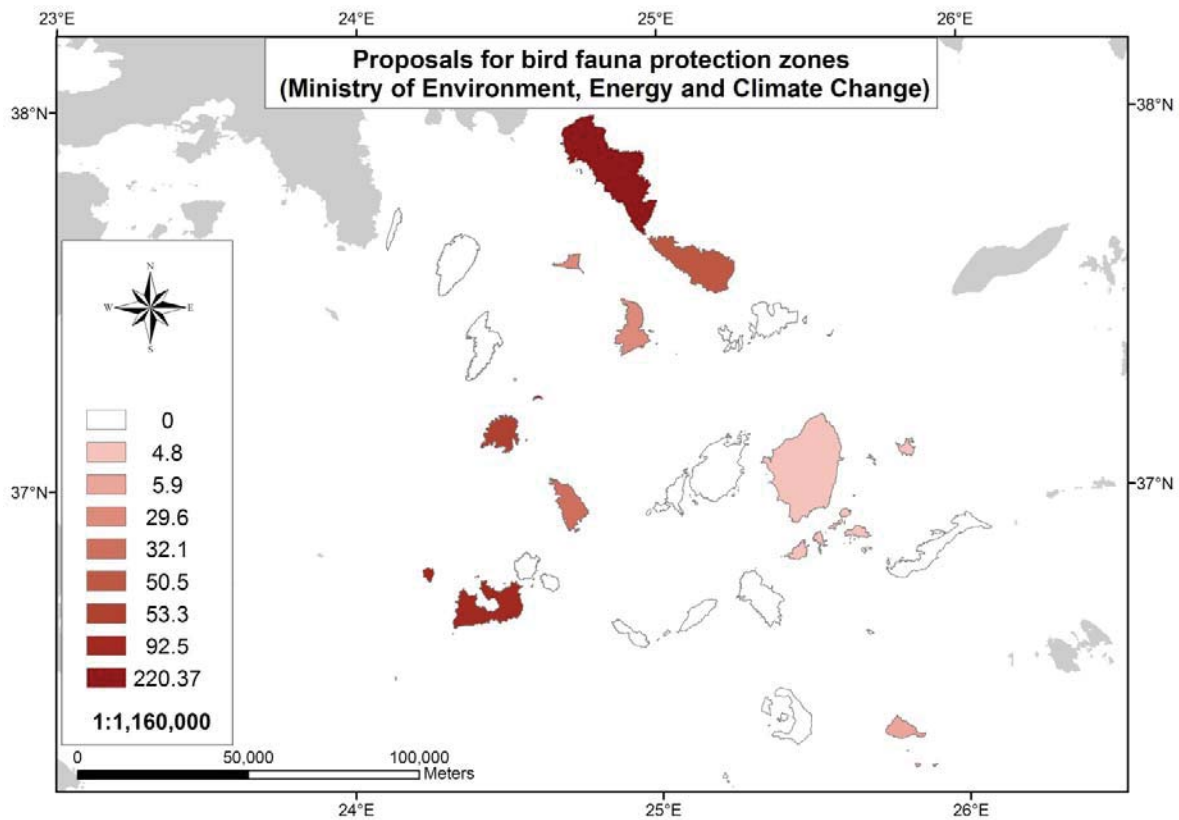 23°E 24°E 25°E 26°E
Proposals for bird fauna protection zones
(Ministry of Environment, Energy and Climate Change)
38°N 38°N
N
W E
S
0
4.8
5.9
29.6
32.1
50.5
53.3
92.5
220.37
37°N 37°N
1:1,160,000
0 50,000 100,000
Meters
24°E 25°E 26°E